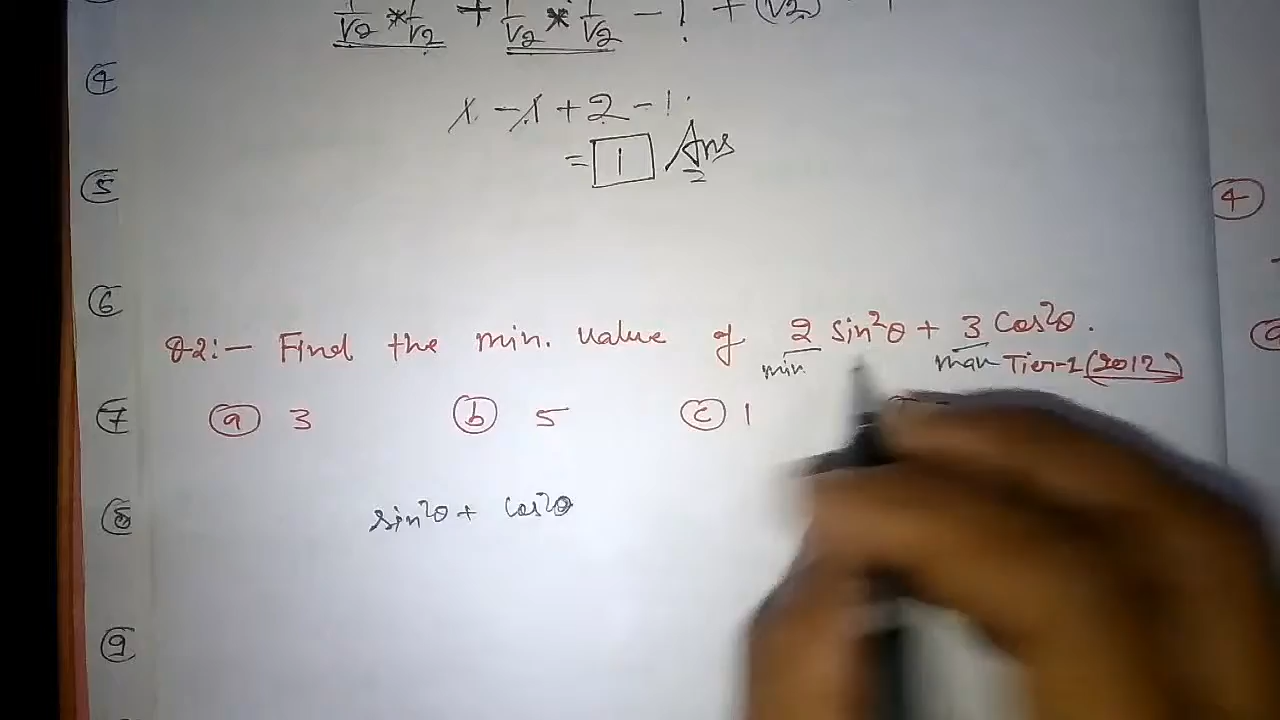 1/√2 * 1/√2 + 1/√2 * 1/√2 - 1 + (√2)
④
1 - 1 + 2 - 1
= 1 Ans
⑤
4
⑥
Q2:- Find the min. value of 2 sin²θ + 3 cos²θ.
min. max Tier-2 (2012)
⑦ ⓐ 3 ⓑ 5 ⓒ 1
⑧ sin²θ + cos²θ
⑨